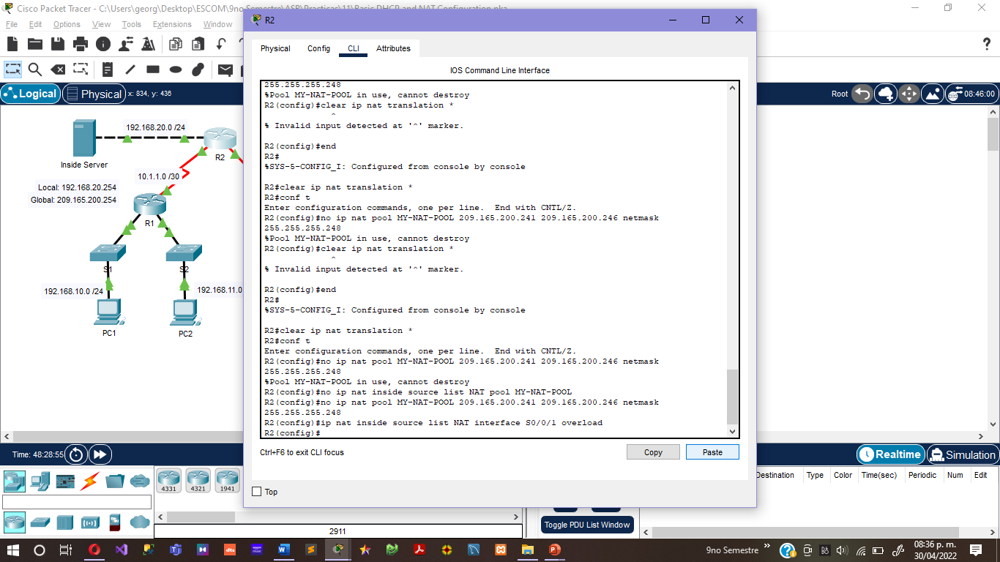 Cisco Packet Tracer - C:\Users\georg\Desktop\ESCOM\9no Semestre\ASR\Practicas\11\Basic DHCP and NAT Configuration.pka
File Edit Options View Tools Extensions Window
R2
Physical Config CLI Attributes
IOS Command Line Interface
Logical Physical x: 834, y: 436
Root 08:46:00
255.255.255.248
%Pool MY-NAT-POOL in use, cannot destroy
R2(config)#clear ip nat translation *
^
% Invalid input detected at '^' marker.
R2(config)#end
R2#
%SYS-5-CONFIG_I: Configured from console by console
R2#clear ip nat translation *
R2#conf t
Enter configuration commands, one per line. End with CNTL/Z.
R2(config)#no ip nat pool MY-NAT-POOL 209.165.200.241 209.165.200.246 netmask
255.255.255.248
%Pool MY-NAT-POOL in use, cannot destroy
R2(config)#clear ip nat translation *
^
% Invalid input detected at '^' marker.
R2(config)#end
R2#
%SYS-5-CONFIG_I: Configured from console by console
R2#clear ip nat translation *
R2#conf t
Enter configuration commands, one per line. End with CNTL/Z.
R2(config)#no ip nat pool MY-NAT-POOL 209.165.200.241 209.165.200.246 netmask
255.255.255.248
%Pool MY-NAT-POOL in use, cannot destroy
R2(config)#no ip nat inside source list NAT pool MY-NAT-POOL
R2(config)#no ip nat pool MY-NAT-POOL 209.165.200.241 209.165.200.246 netmask
255.255.255.248
R2(config)#ip nat inside source list NAT interface S0/0/1 overload
R2(config)#
Ctrl+F6 to exit CLI focus
Copy Paste
Top
192.168.20.0 /24
Inside Server
R2
10.1.1.0 /30
Local: 192.168.20.254
Global: 209.165.200.254
R1
S1 S2
192.168.10.0 /24 192.168.11.0
PC1 PC2
Time: 48:28:55
Realtime Simulation
4331 4321 1941
2911
Destination Type Color Time(sec) Periodic Num Edit
Toggle PDU List Window
9no Semestre
08:36 p. m.
30/04/2022